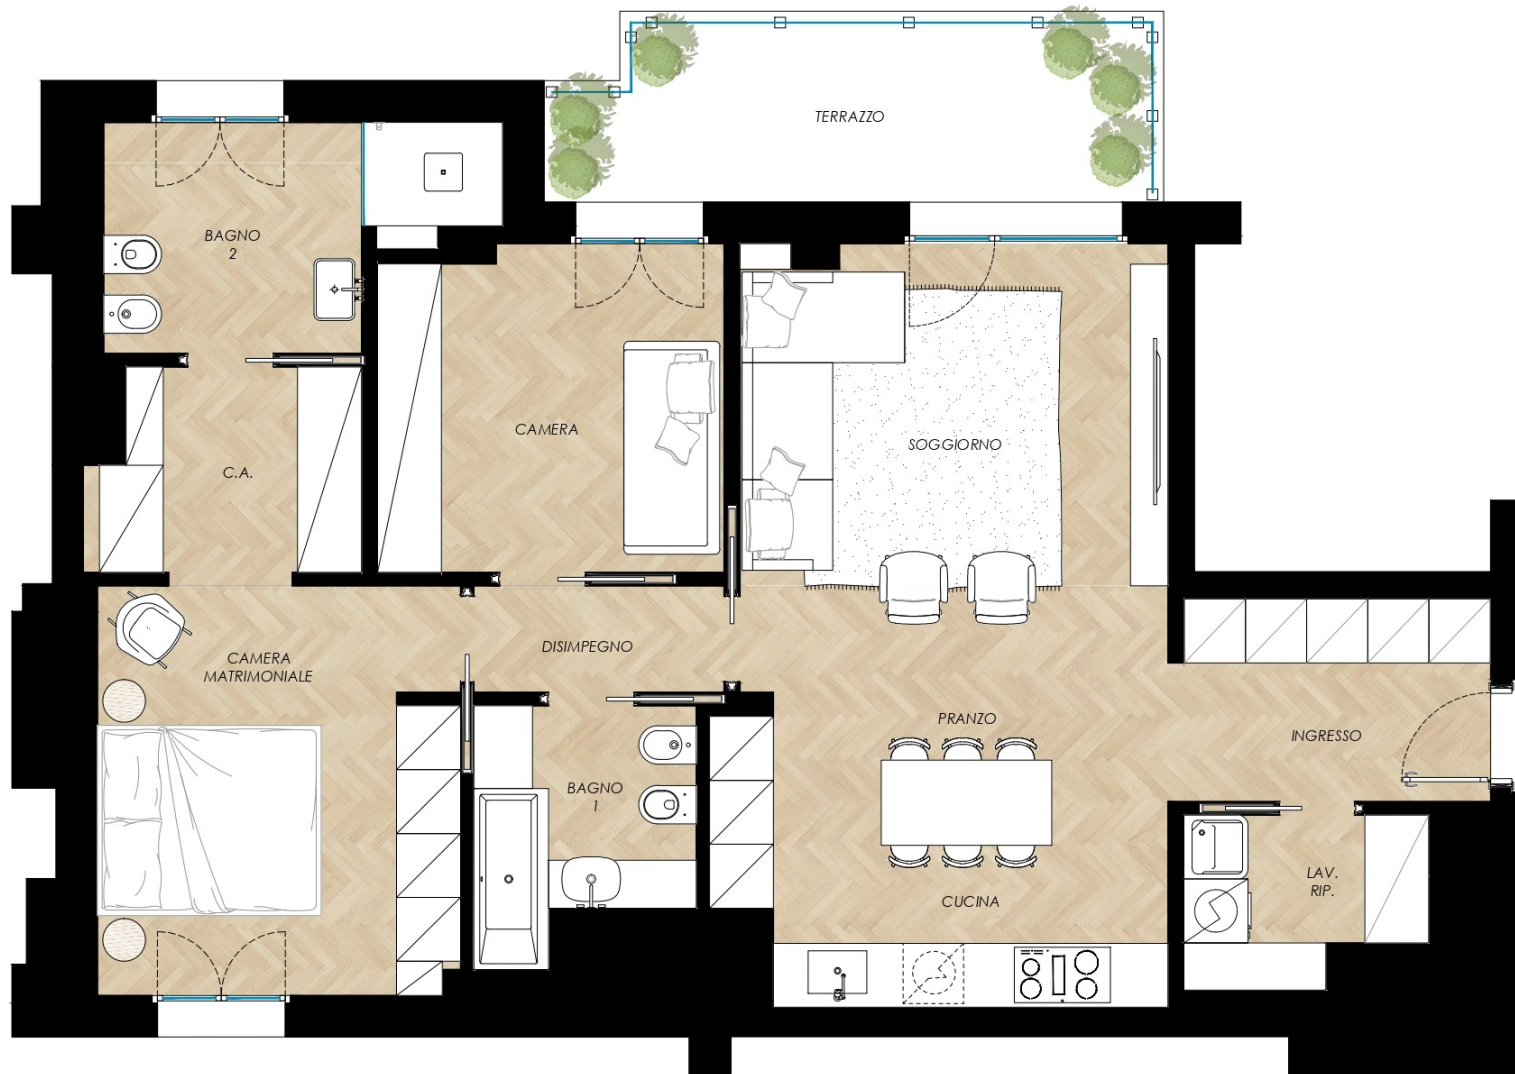 TERRAZZO
BAGNO
2
CAMERA
SOGGIORNO
C.A.
DISIMPEGNO
CAMERA
MATRIMONIALE
PRANZO
INGRESSO
BAGNO
1
LAV.
RIP.
CUCINA